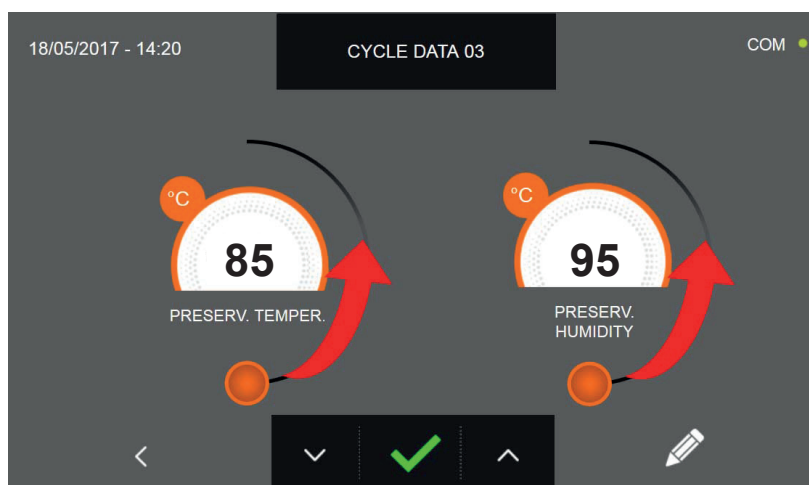 18/05/2017 - 14:20
CYCLE DATA 03
COM
°C
85
PRESERV. TEMPER.
°C
95
PRESERV.
HUMIDITY